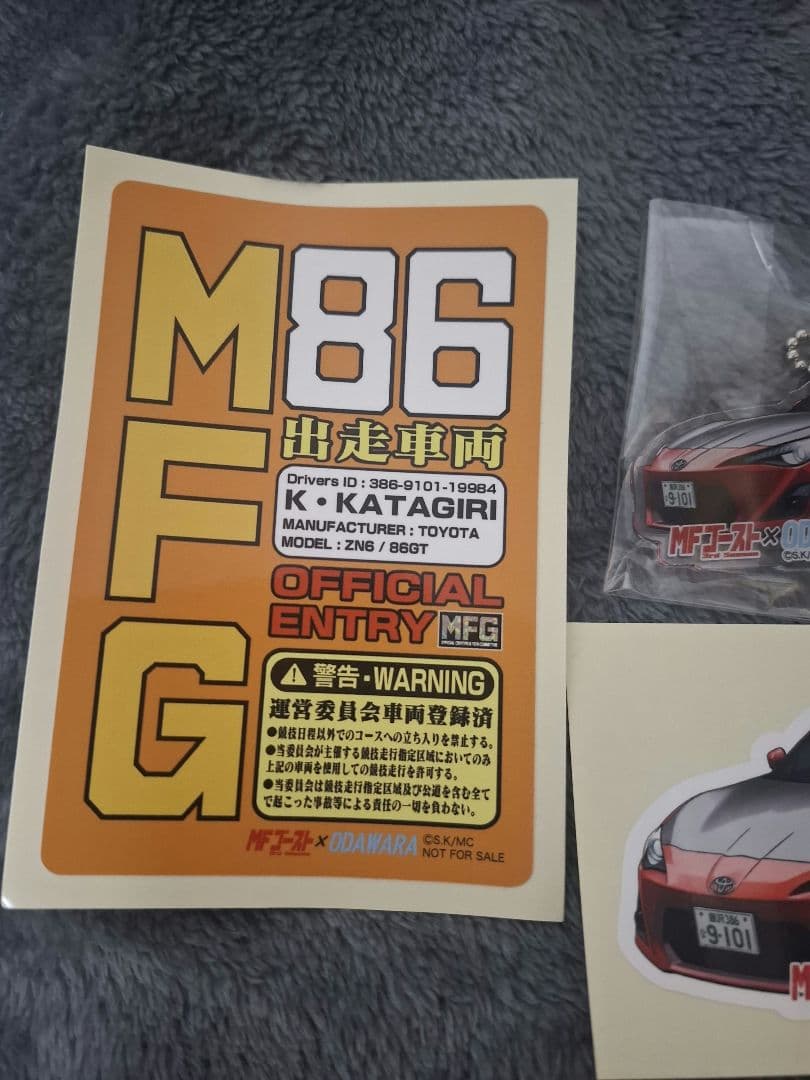 MFG
86
出走車両
Drivers ID : 386-9101-19984
K・KATAGIRI
MANUFACTURER : TOYOTA
MODEL : ZN6 / 86GT
OFFICIAL
ENTRY MFG
警告・WARNING
運営委員会車両登録済
●競技日程以外でのコースへの立ち入りを禁止する。
●当委員会が主催する競技走行指定区域においてのみ
上記の車両を使用しての競技走行を許可する。
●当委員会は競技走行指定区域及び公道を含む全て
で起こった事故等による責任の一切を負わない。
MFゴースト×ODAWARA ©S.K/MC
NOT FOR SALE
9-101
MFゴースト×OD
©S.K/
9-101
M